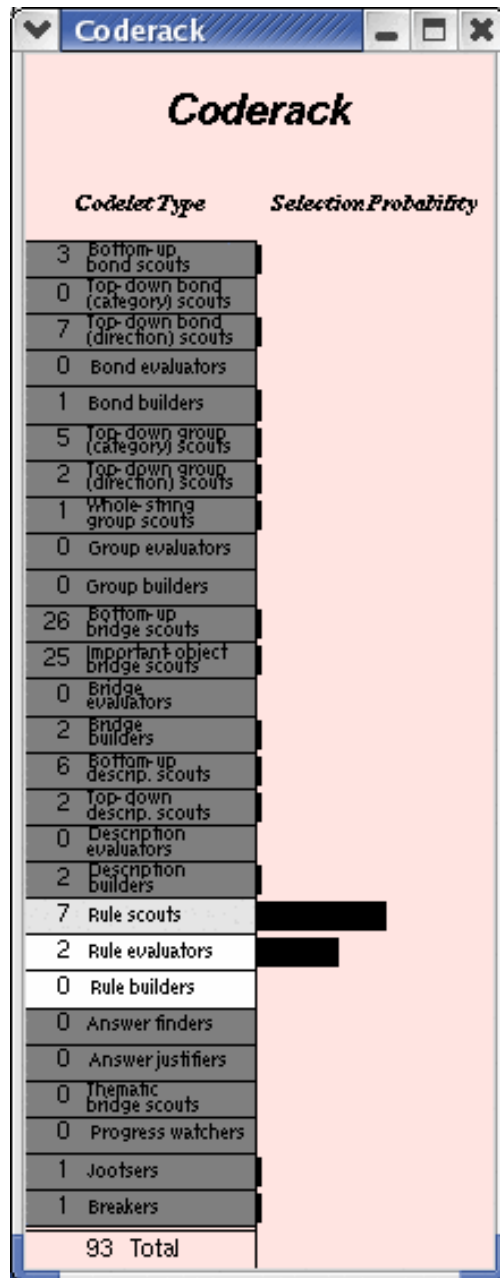 Coderack
Coderack
Codelet Type Selection Probability
3 Bottom-up
bond scouts
0 Top-down bond
(category) scouts
7 Top-down bond
(direction) scouts
0 Bond evaluators
1 Bond builders
5 Top-down group
(category) scouts
2 Top-down group
(direction) scouts
1 Whole-string
group scouts
0 Group evaluators
0 Group builders
26 Bottom-up
bridge scouts
25 Important-object
bridge scouts
0 Bridge
evaluators
2 Bridge
builders
6 Bottom-up
descrip. scouts
2 Top-down
descrip. scouts
0 Description
evaluators
2 Description
builders
7 Rule scouts
2 Rule evaluators
0 Rule builders
0 Answer finders
0 Answer justifiers
0 Thematic
bridge scouts
0 Progress watchers
1 Jootsers
1 Breakers
93 Total